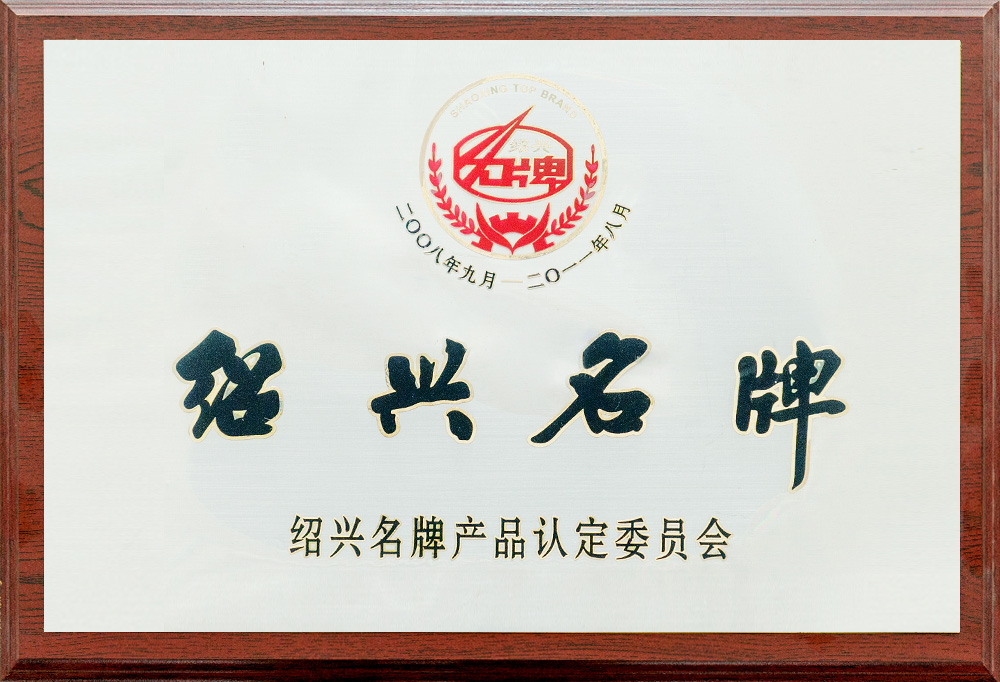 SHAOXING TOP BRAND
绍兴
名牌
二〇〇八年九月—二〇一一年八月
绍兴名牌
绍兴名牌产品认定委员会